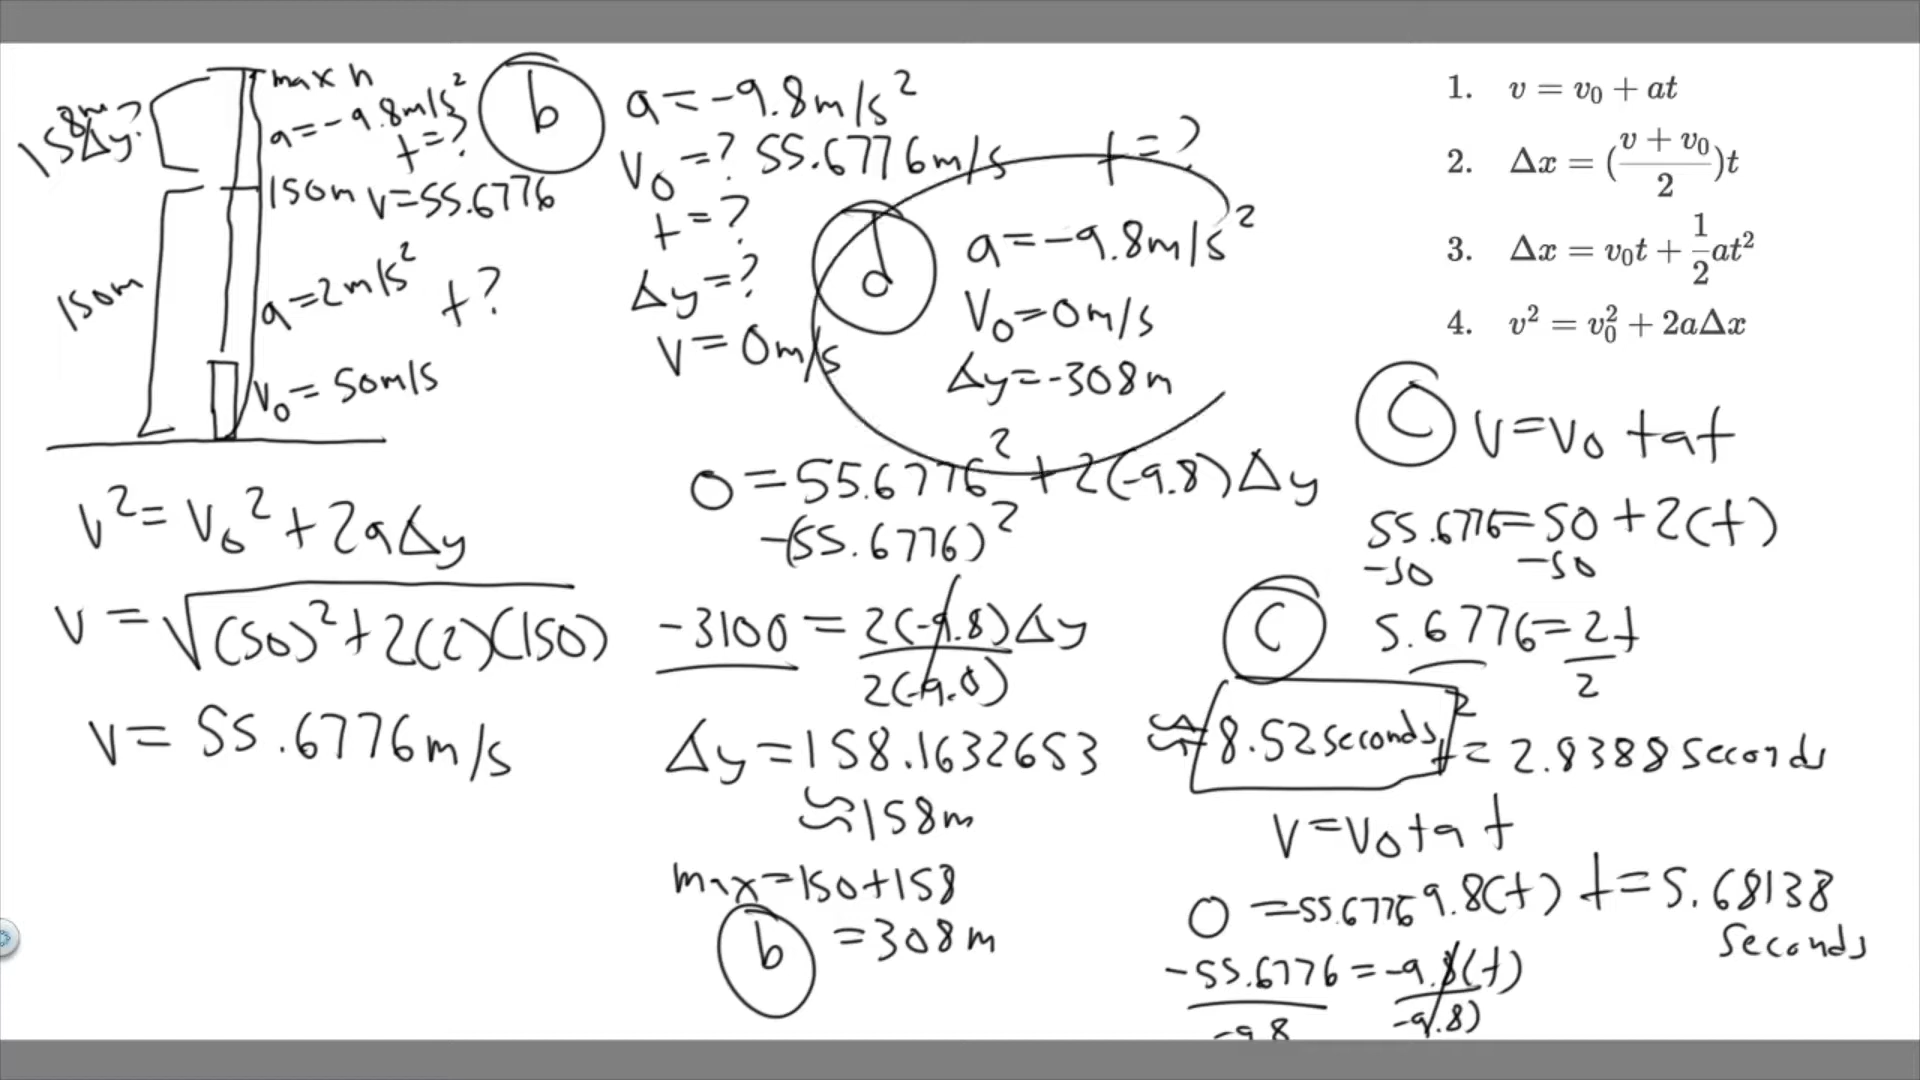 max h
158m
Δy?
a=-9.8m/s²
t=?
150m v=55.6776
150m
a=2m/s² t?
v₀=50m/s
v²=v₀²+2aΔy
v=√(50)²+2(2)(150)
v=55.6776m/s
b
a=-9.8m/s²
v₀=? 55.6776m/s
t=?
Δy=?
v=0m/s
d
t=?
a=-9.8m/s²
v₀=0m/s
Δy=-308m
0=55.6776²+2(-9.8)Δy
-(55.6776)²
-3100=2(-9.8)Δy
2(-9.8)
Δy=158.1632653
≈158m
max=150+158
b =308m
1. v = v₀ + at
2. Δx = ((v + v₀)/2)t
3. Δx = v₀t + 1/2 at²
4. v² = v₀² + 2aΔx
C v=v₀+at
55.6776=50+2(t)
-50 -50
C 5.6776=2t
2 2
≈8.52seconds t=2.8388seconds
v=v₀+at
0=55.6776 9.8(t) t=5.68138
seconds
-55.6776=-9.8(t)
-9.8 -9.8)